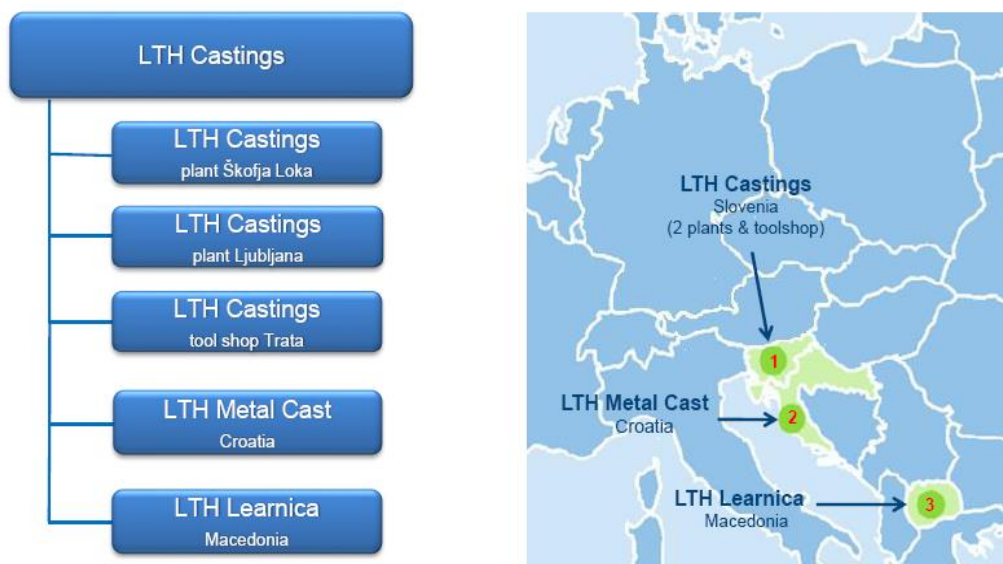 LTH Castings
LTH Castings
plant Škofja Loka
LTH Castings
plant Ljubljana
LTH Castings
tool shop Trata
LTH Metal Cast
Croatia
LTH Learnica
Macedonia
LTH Castings
Slovenia
(2 plants & toolshop)
1
LTH Metal Cast
Croatia
2
LTH Learnica
Macedonia
3